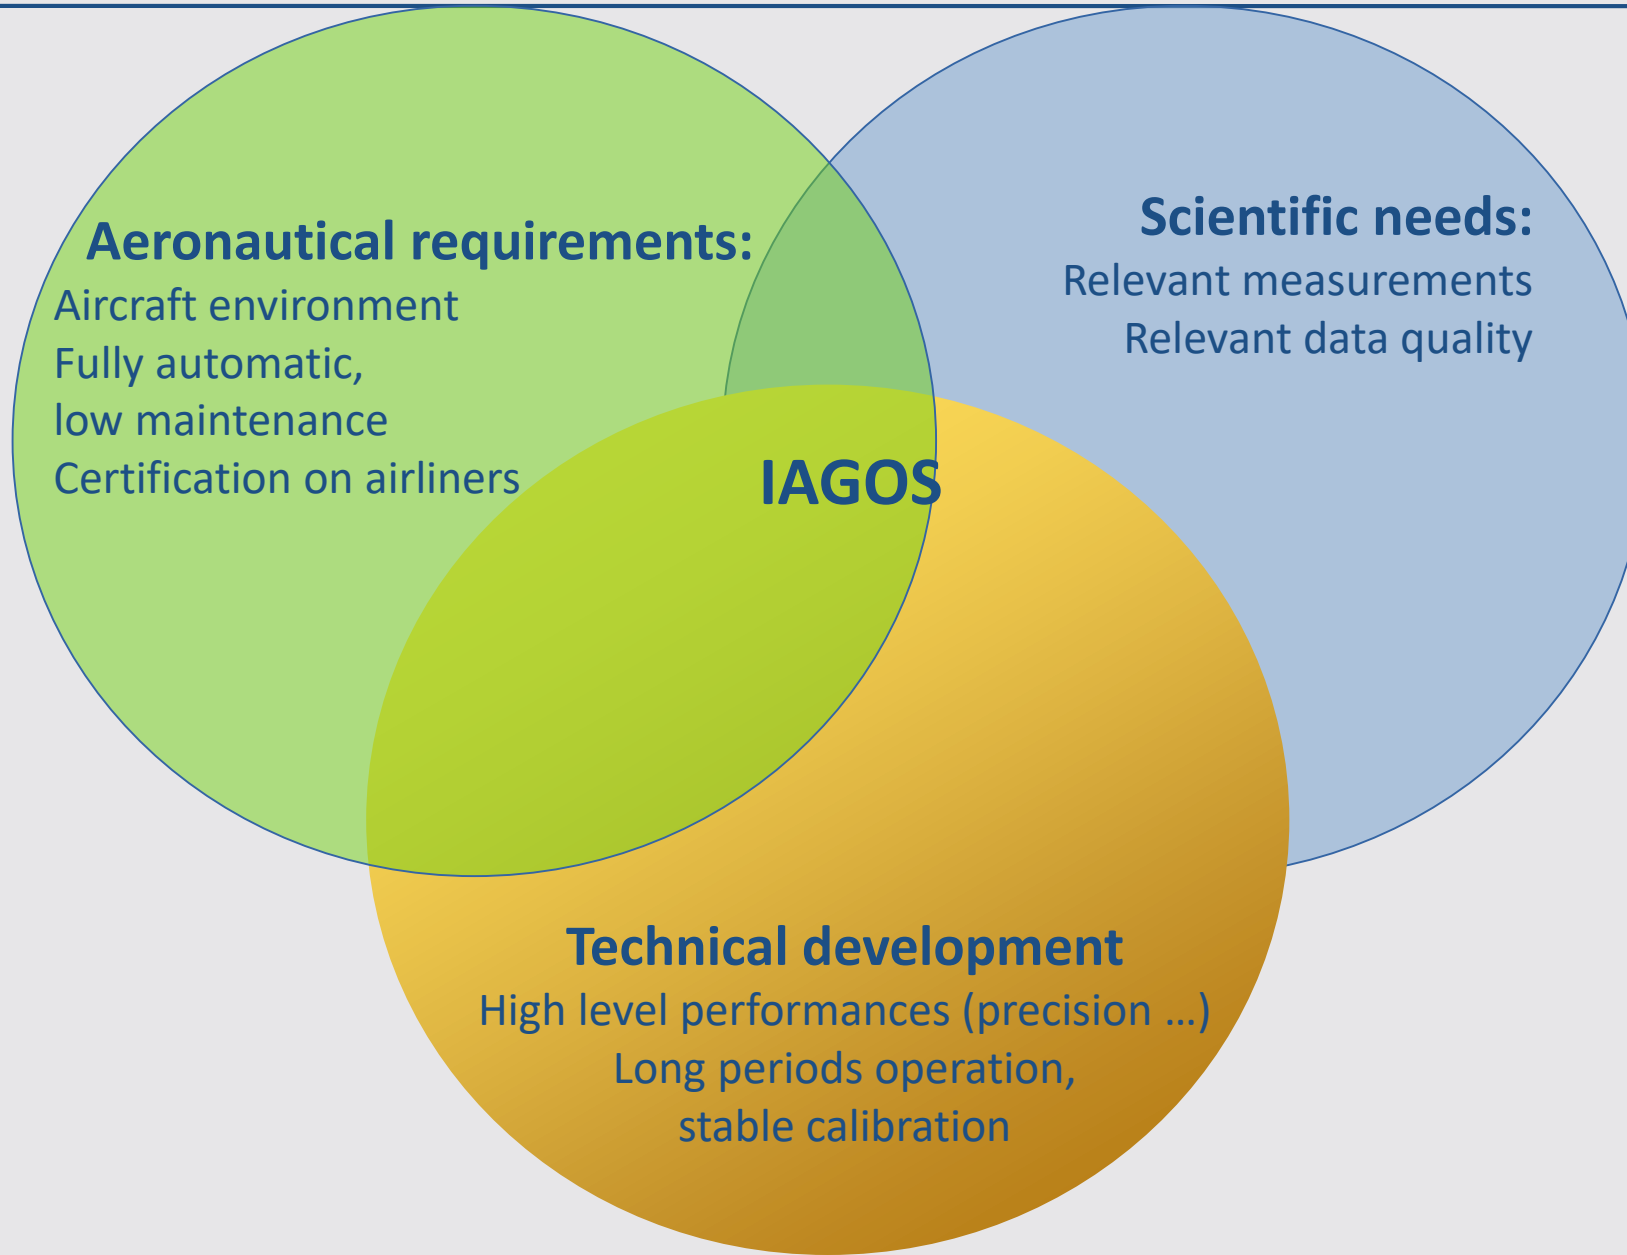 Aeronautical requirements:
Aircraft environment
Fully automatic,
low maintenance
Certification on airliners
Scientific needs:
Relevant measurements
Relevant data quality
IAGOS
Technical development
High level performances (precision ...)
Long periods operation,
stable calibration